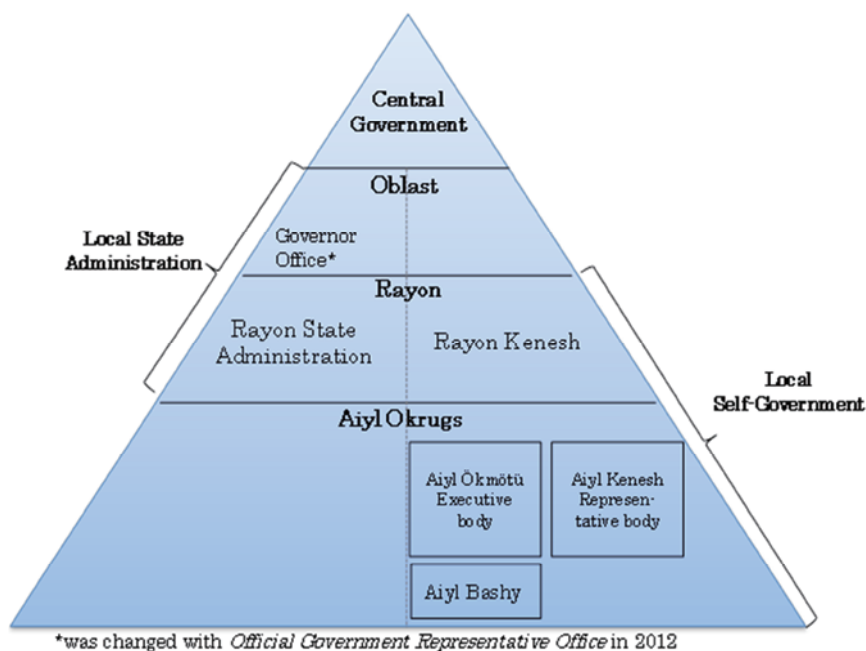 Central
Government
Oblast
Local State
Administration
Governor
Office*
Rayon
Rayon State
Administration
Rayon Kenesh
Local
Self-Government
Aiyl Okrugs
Aiyl Ökmötü
Executive
body
Aiyl Kenesh
Represen-
tative body
Aiyl Bashy
*was changed with Official Government Representative Office in 2012